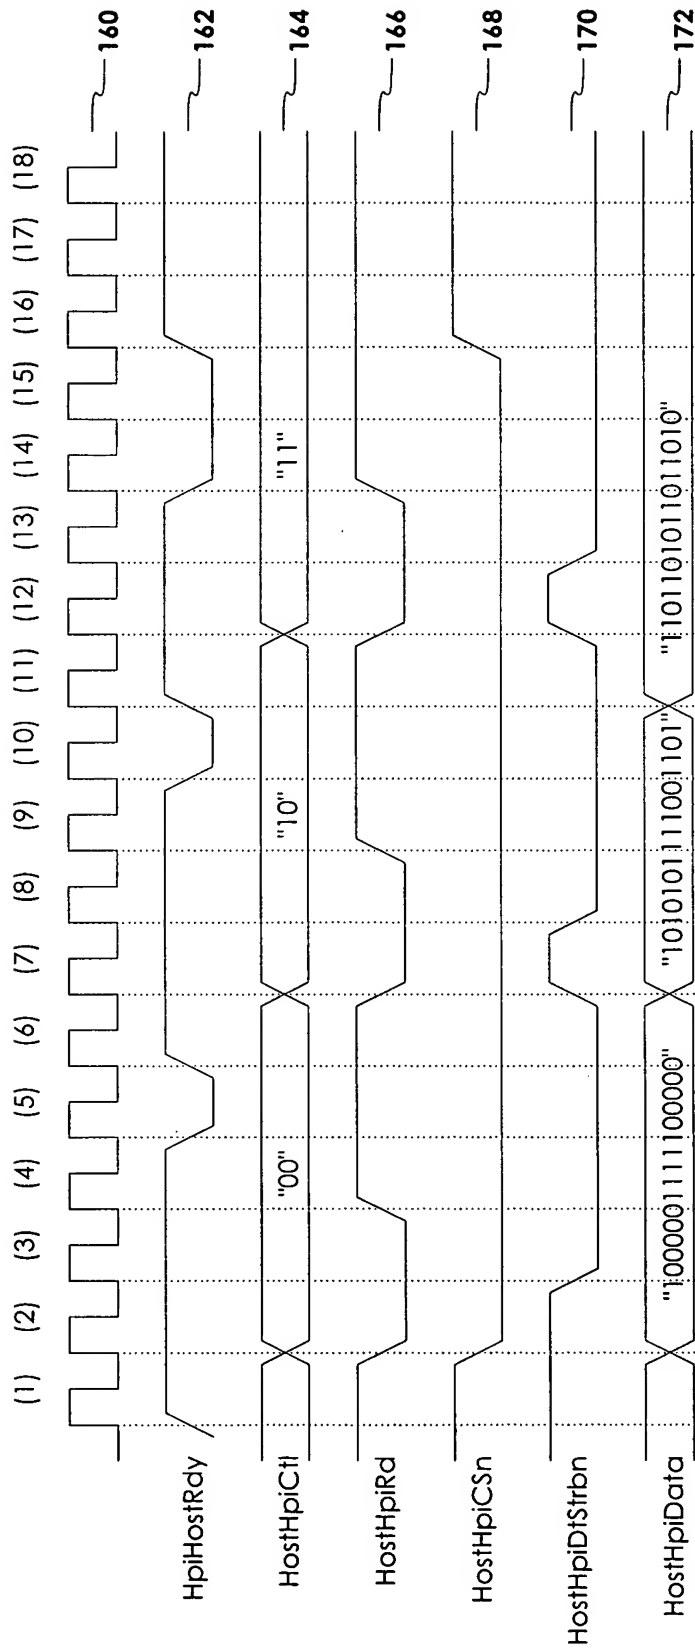 (1) (2) (3) (4) (5) (6) (7) (8) (9) (10) (11) (12) (13) (14) (15) (16) (17) (18)
160
HpiHostRdy 162
HostHpiCtl "00" "10" "11" 164
HostHpiRd 166
HostHpiCSn 168
HostHpiDtStrbn 170
HostHpiData "1000001111100000" "1010101111001101" "1101101011011010" 172